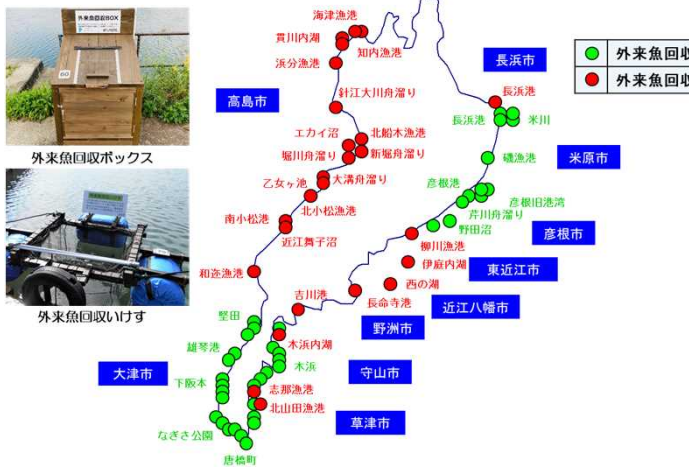 外来魚回収BOX
60
外来魚回収ボックス
外来魚回収いけす
外来魚回収
外来魚回収
海津漁港
貫川内湖
知内漁港
浜分漁港
高島市
針江大川舟溜り
エカイ沼
北船木漁港
堀川舟溜り
新堀舟溜り
乙女ヶ池
大溝舟溜り
北小松漁港
南小松港
近江舞子沼
和迩漁港
長浜市
長浜港
長浜港
米川
磯漁港
米原市
彦根港
彦根旧港湾
芹川舟溜り
野田沼
彦根市
柳川漁港
伊庭内湖
東近江市
西の湖
近江八幡市
長命寺港
吉川港
野洲市
堅田
木浜内湖
雄琴港
木浜
守山市
大津市
下阪本
志那漁港
北山田漁港
草津市
なぎさ公園
唐橋町